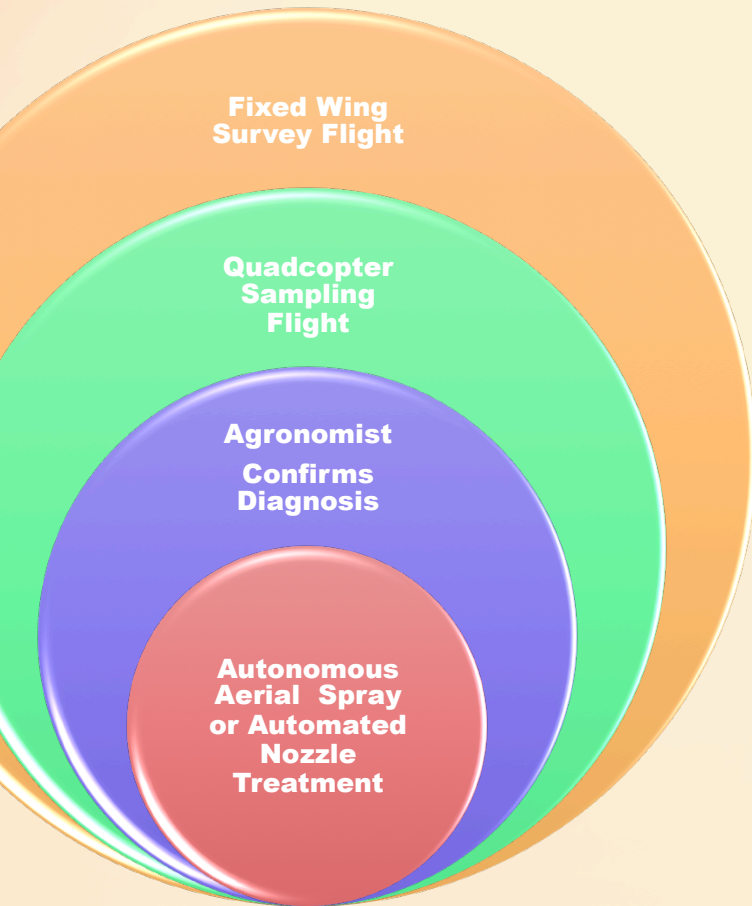 Fixed Wing
Survey Flight
Quadcopter
Sampling
Flight
Agronomist
Confirms
Diagnosis
Autonomous
Aerial  Spray
or Automated
Nozzle
Treatment